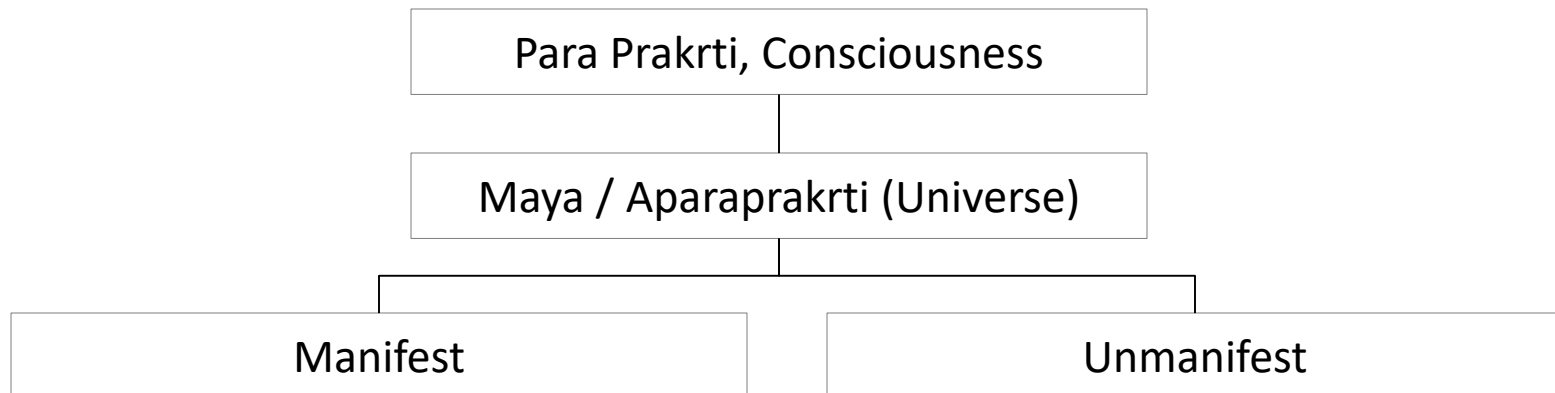 Para Prakrti, Consciousness
Maya / Aparaprakrti (Universe)
Manifest
Unmanifest